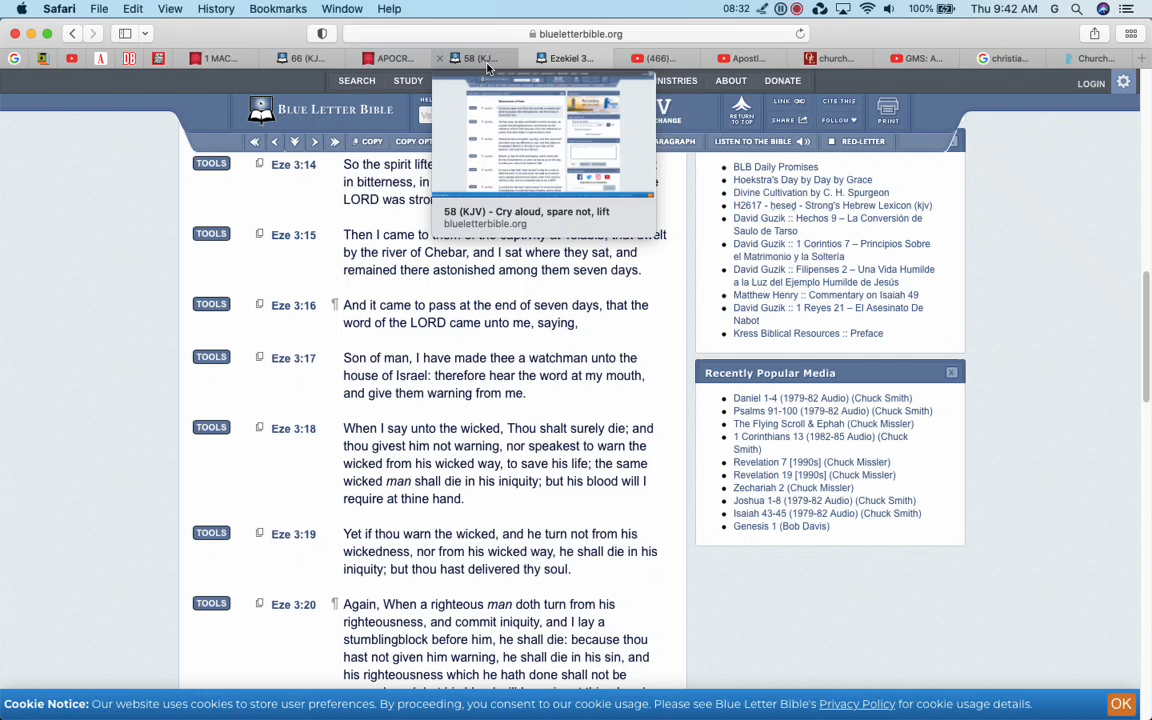 Safari File Edit View History Bookmarks Window Help 08:32 100% Thu 9:42 AM G
blueletterbible.org
1 MAC... 66 (KJ... APOCR... 58 (KJ... Ezekiel 3... (466)... Apostl... church... GMS: A... christia... Church...
SEARCH STUDY NISTRIES ABOUT DONATE LOGIN
BLUE LETTER BIBLE
V
CHANGE
RETURN TO TOP
LINK CITE THIS
SHARE FOLLOW PRINT
COPY COPY OPT ARAGRAPH LISTEN TO THE BIBLE RED-LETTER
58 (KJV) - Cry aloud, spare not, lift
blueletterbible.org
TOOLS Eze 3:14 So the spirit lifte
in bitterness, in
LORD was stron
TOOLS Eze 3:15 Then I came to them of the captivity at Telabib, that dwelt
by the river of Chebar, and I sat where they sat, and
remained there astonished among them seven days.
TOOLS Eze 3:16 ¶ And it came to pass at the end of seven days, that the
word of the LORD came unto me, saying,
TOOLS Eze 3:17 Son of man, I have made thee a watchman unto the
house of Israel: therefore hear the word at my mouth,
and give them warning from me.
TOOLS Eze 3:18 When I say unto the wicked, Thou shalt surely die; and
thou givest him not warning, nor speakest to warn the
wicked from his wicked way, to save his life; the same
wicked man shall die in his iniquity; but his blood will I
require at thine hand.
TOOLS Eze 3:19 Yet if thou warn the wicked, and he turn not from his
wickedness, nor from his wicked way, he shall die in his
iniquity; but thou hast delivered thy soul.
TOOLS Eze 3:20 ¶ Again, When a righteous man doth turn from his
righteousness, and commit iniquity, and I lay a
stumblingblock before him, he shall die: because thou
hast not given him warning, he shall die in his sin, and
his righteousness which he hath done shall not be
BLB Daily Promises
Hoekstra's Day by Day by Grace
Divine Cultivation by C. H. Spurgeon
H2617 - ḥeseḏ - Strong's Hebrew Lexicon (kjv)
David Guzik :: Hechos 9 – La Conversión de
Saulo de Tarso
David Guzik :: 1 Corintios 7 – Principios Sobre
el Matrimonio y la Soltería
David Guzik :: Filipenses 2 – Una Vida Humilde
a la Luz del Ejemplo Humilde de Jesús
Matthew Henry :: Commentary on Isaiah 49
David Guzik :: 1 Reyes 21 – El Asesinato De
Nabot
Kress Biblical Resources :: Preface
Recently Popular Media x
Daniel 1-4 (1979-82 Audio) (Chuck Smith)
Psalms 91-100 (1979-82 Audio) (Chuck Smith)
The Flying Scroll & Ephah (Chuck Missler)
1 Corinthians 13 (1982-85 Audio) (Chuck
Smith)
Revelation 7 [1990s] (Chuck Missler)
Revelation 19 [1990s] (Chuck Missler)
Zechariah 2 (Chuck Missler)
Joshua 1-8 (1979-82 Audio) (Chuck Smith)
Isaiah 43-45 (1979-82 Audio) (Chuck Smith)
Genesis 1 (Bob Davis)
Cookie Notice: Our website uses cookies to store user preferences. By proceeding, you consent to our cookie usage. Please see Blue Letter Bible's Privacy Policy for cookie usage details. OK